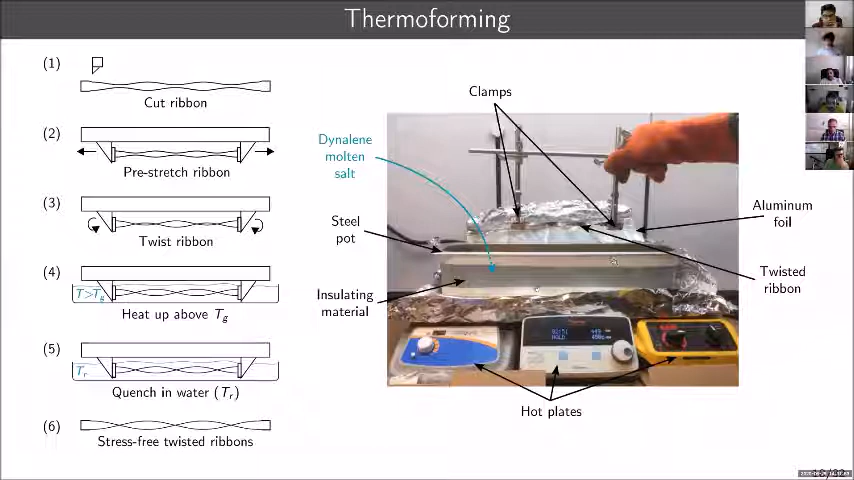 Thermoforming
(1)
Cut ribbon
(2)
Pre-stretch ribbon
(3)
Twist ribbon
(4)
T>Tg
Heat up above Tg
(5)
Tr
Quench in water (Tr)
(6)
Stress-free twisted ribbons
Clamps
Dynalene
molten
salt
Steel
pot
Insulating
material
Aluminum
foil
Twisted
ribbon
Hot plates